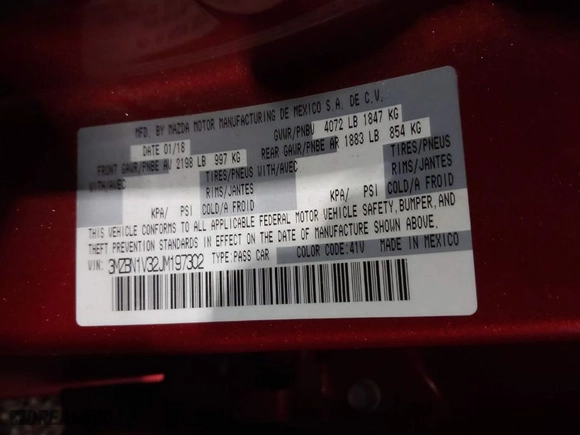 MFD. BY MAZDA MOTOR MANUFACTURING DE MEXICO S.A. DE C.V.
DATE 01/18 GVWR/PNBV 4072 LB 1847 KG
FRONT GAWR/PNBE AV 2198 LB 997 KG REAR GAWR/PNBE AR 1883 LB 854 KG
WITH/AVEC TIRES/PNEUS WITH/AVEC TIRES/PNEUS
RIMS/JANTES RIMS/JANTES
KPA/ PSI COLD/A FROID KPA/ PSI COLD/A FROID
THIS VEHICLE CONFORMS TO ALL APPLICABLE FEDERAL MOTOR VEHICLE SAFETY, BUMPER, AND
THEFT PREVENTION STANDARDS IN EFFECT ON THE DATE OF MANUFACTURE SHOWN ABOVE.
VIN: 3MZBN1V32JM197302 TYPE:PASS CAR COLOR CODE:41V MADE IN MEXICO